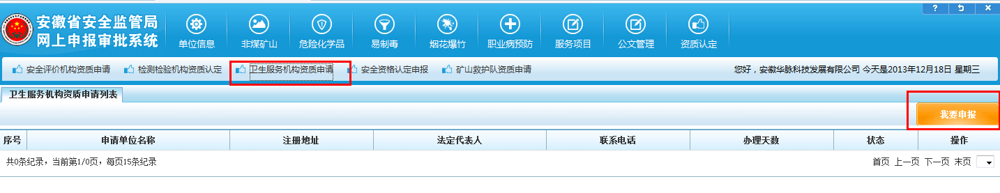 安徽省安全监管局
网上申报审批系统
单位信息 非煤矿山 危险化学品 易制毒 烟花爆竹 职业病预防 服务项目 公文管理 资质认定
安全评价机构资质申请 检测检验机构资质认定 卫生服务机构资质申请 安全资格认定申报 矿山救护队资质申请 您好，安徽华脉科技发展有限公司 今天是2013年12月18日 星期三
卫生服务机构资质申请列表
我要申报
序号 申请单位名称 注册地址 法定代表人 联系电话 办理天数 状态 操作
共0条纪录，当前第1/0页，每页15条纪录 首页 上一页 下一页 末页